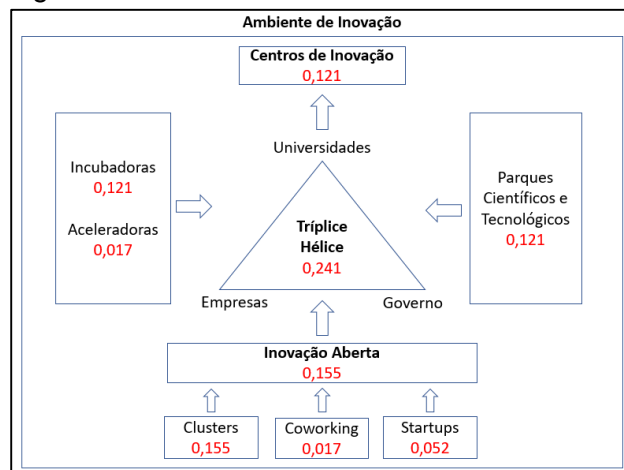 Ambiente de Inovação
Centros de Inovação
0,121
Universidades
Incubadoras
0,121
Aceleradoras
0,017
Tríplice
Hélice
0,241
Parques
Científicos e
Tecnológicos
0,121
Empresas
Governo
Inovação Aberta
0,155
Clusters
0,155
Coworking
0,017
Startups
0,052